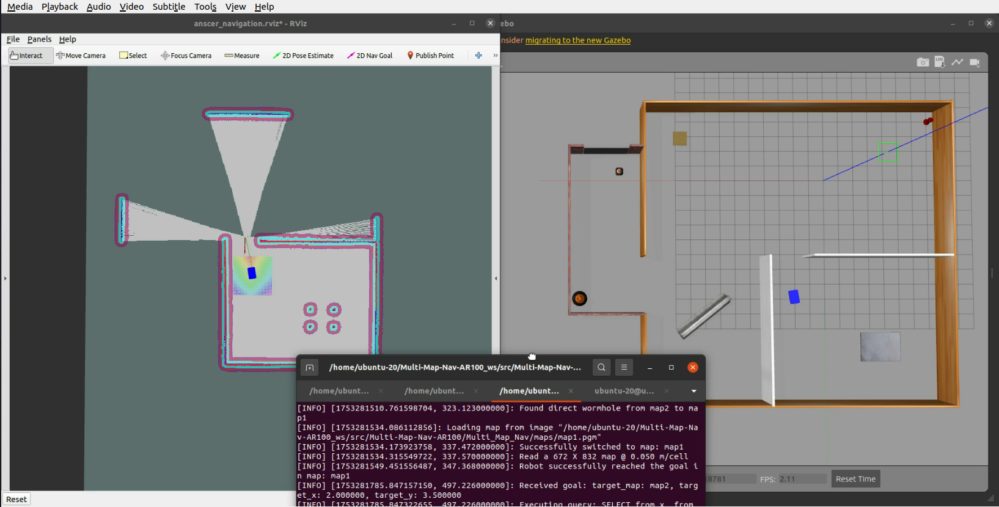 Media Playback Audio Video Subtitle Tools View Help
anscer_navigation.rviz* - RViz
ebo
File Panels Help
nsider migrating to the new Gazebo
Interact Move Camera Select Focus Camera Measure 2D Pose Estimate 2D Nav Goal Publish Point »
LOG
/home/ubuntu-20/Multi-Map-Nav-AR100_ws/src/Multi-Map-Nav-...
/home/ubunt... /home/ubunt... /home/ubunt... ubuntu-20@u...
[INFO] [1753281510.761598704, 323.123000000]: Found direct wormhole from map2 to ma
p1
[INFO] [1753281534.086112856]: Loading map from image "/home/ubuntu-20/Multi-Map-Na
v-AR100_ws/src/Multi-Map-Nav-AR100/Multi_Map_Nav/maps/map1.pgm"
[INFO] [1753281534.173923758, 337.472000000]: Successfully switched to map: map1
[INFO] [1753281534.315549722, 337.570000000]: Read a 672 X 832 map @ 0.050 m/cell
[INFO] [1753281549.451556487, 347.368000000]: Robot successfully reached the goal i
n map: map1
[INFO] [1753281785.847157150, 497.226000000]: Received goal: target_map: map2, targ
et_x: 2.000000, target_y: 3.500000
[INFO] [1753281785.847322655, 497.226000000]: Executing query: SELECT from_x, from_
8781 FPS: 2.11 Reset Time
Reset